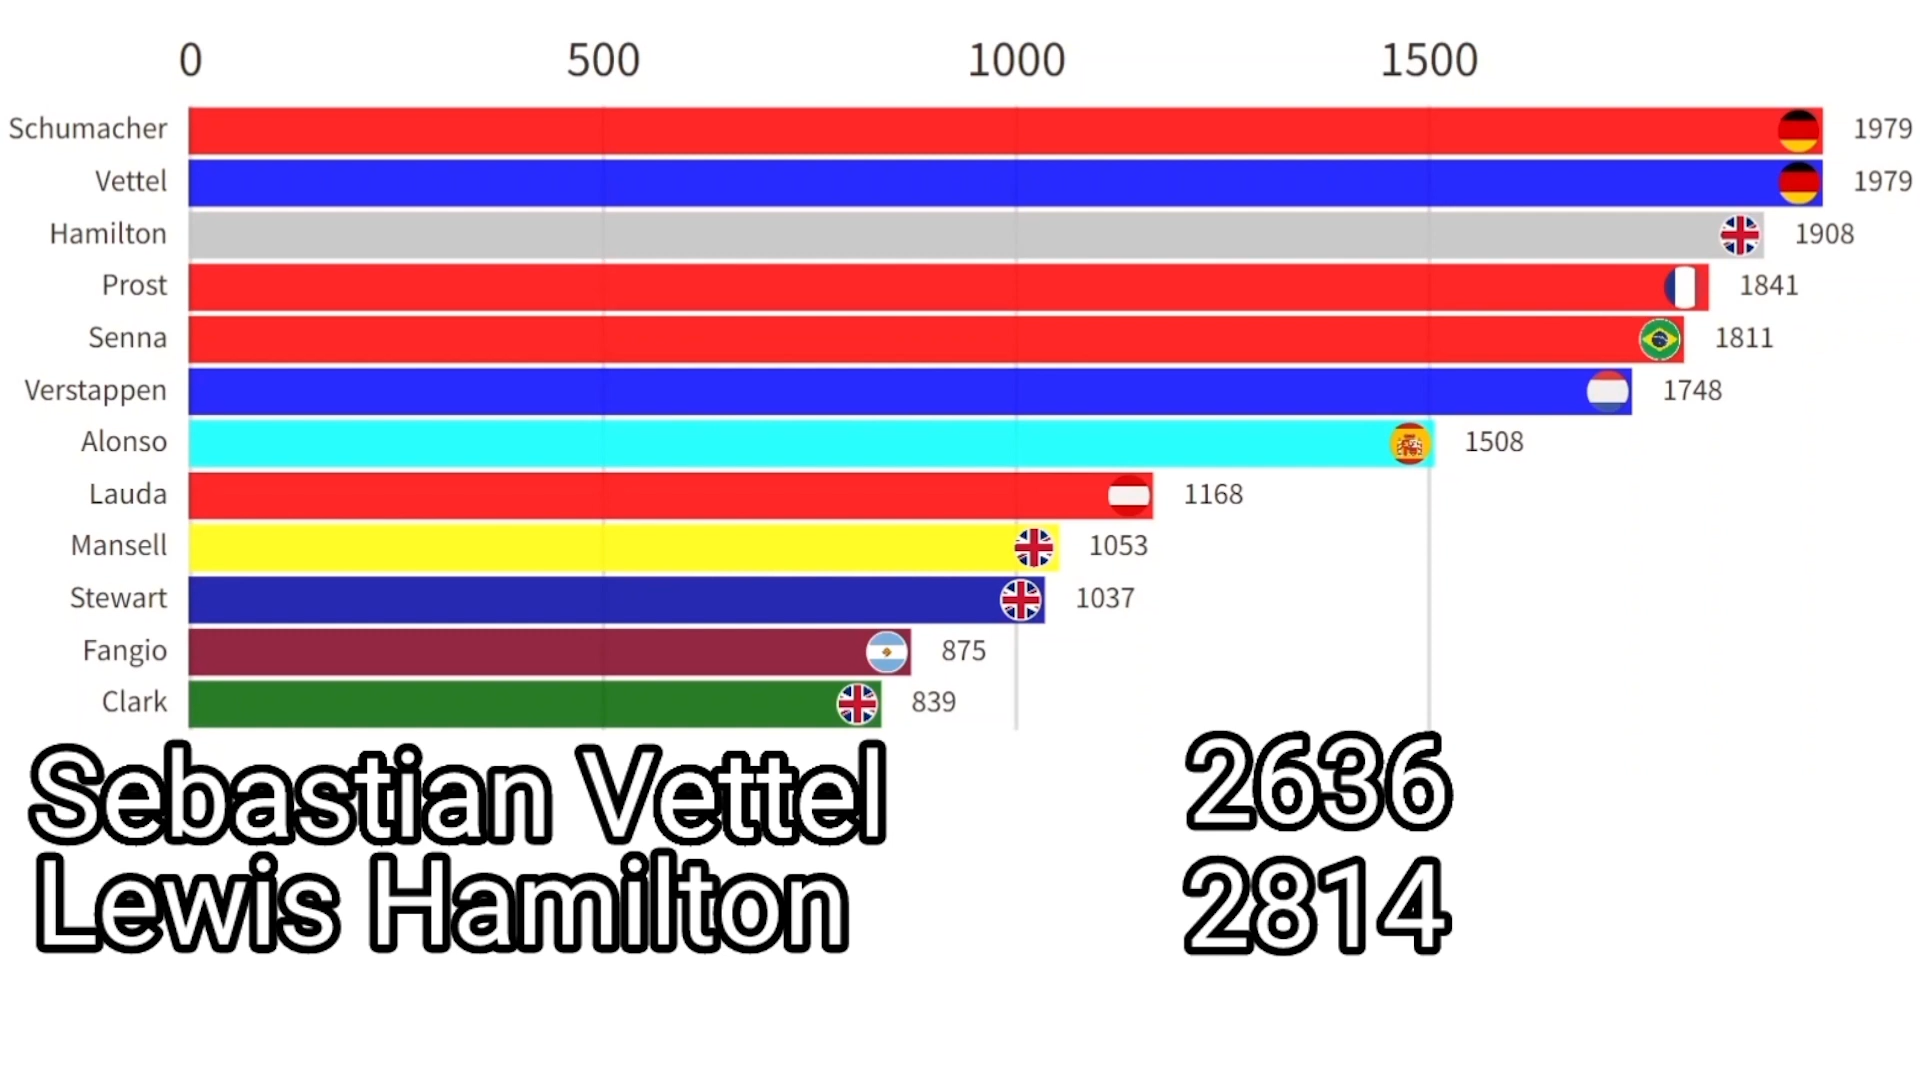 0 500 1000 1500
Schumacher 1979
Vettel 1979
Hamilton 1908
Prost 1841
Senna 1811
Verstappen 1748
Alonso 1508
Lauda 1168
Mansell 1053
Stewart 1037
Fangio 875
Clark 839
Sebastian Vettel 2636
Lewis Hamilton 2814